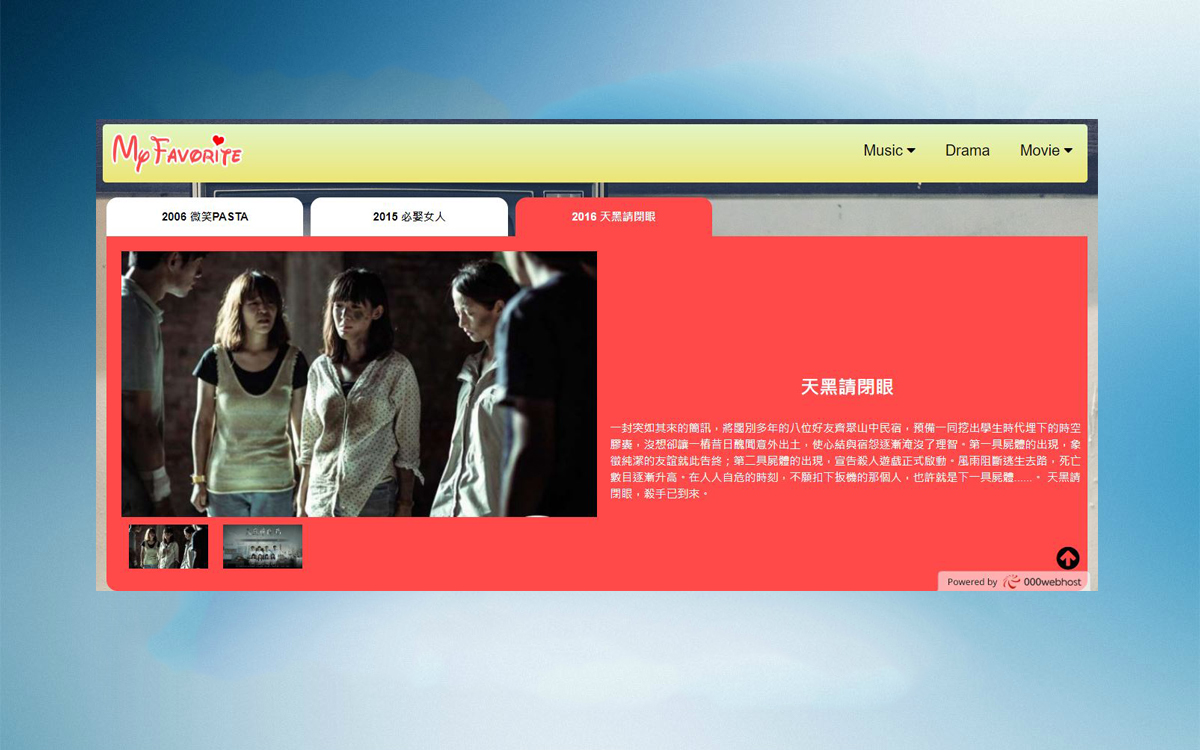 My Favorite
Music
Drama
Movie
2006 微笑PASTA
2015 必娶女人
2016 天黑請閉眼
天黑請閉眼
一封突如其來的簡訊，將闊別多年的八位好友齊聚山中民宿，預備一同挖出學生時代埋下的時空
膠囊，沒想卻讓一樁昔日醜聞意外出土，使心結與宿怨逐漸淹沒了理智。第一具屍體的出現，象
徵純潔的友誼就此告終；第二具屍體的出現，宣告殺人遊戲正式啟動。風雨阻斷逃生去路，死亡
數目逐漸升高。在人人自危的時刻，不願扣下扳機的那個人，也許就是下一具屍體......。 天黑請
閉眼，殺手已到來。
Powered by 000webhost